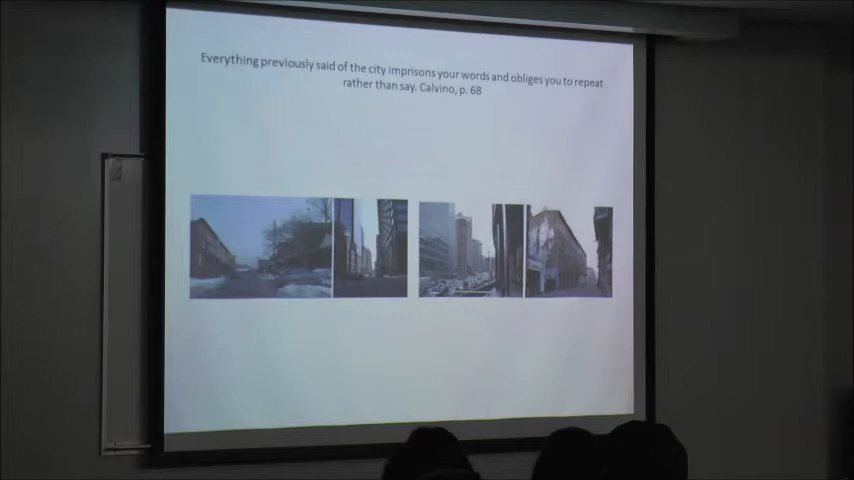 Everything previously said of the city imprisons your words and obliges you to repeat
rather than say. Calvino, p. 68